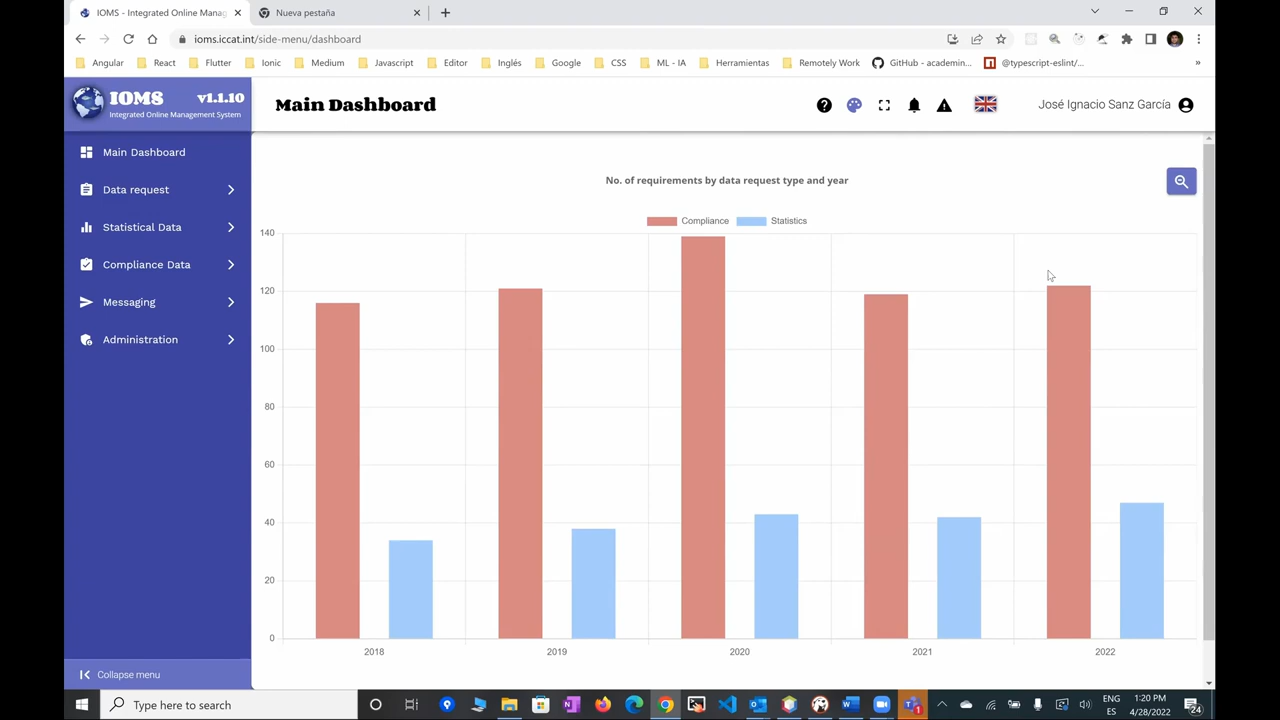 IOMS - Integrated Online Manag
Nueva pestaña
ioms.iccat.int/side-menu/dashboard
Angular
React
Flutter
Ionic
Medium
Javascript
Editor
Inglés
Google
CSS
ML - IA
Herramientas
Remotely Work
GitHub - academin...
@typescript-eslint/...
»
IOMS v1.1.10
Integrated Online Management System
Main Dashboard
José Ignacio Sanz García
Main Dashboard
Data request
Statistical Data
Compliance Data
Messaging
Administration
Collapse menu
No. of requirements by data request type and year
Compliance
Statistics
140
120
100
80
60
40
20
0
2018
2019
2020
2021
2022
Type here to search
ENG
ES
1:20 PM
4/28/2022
24
1